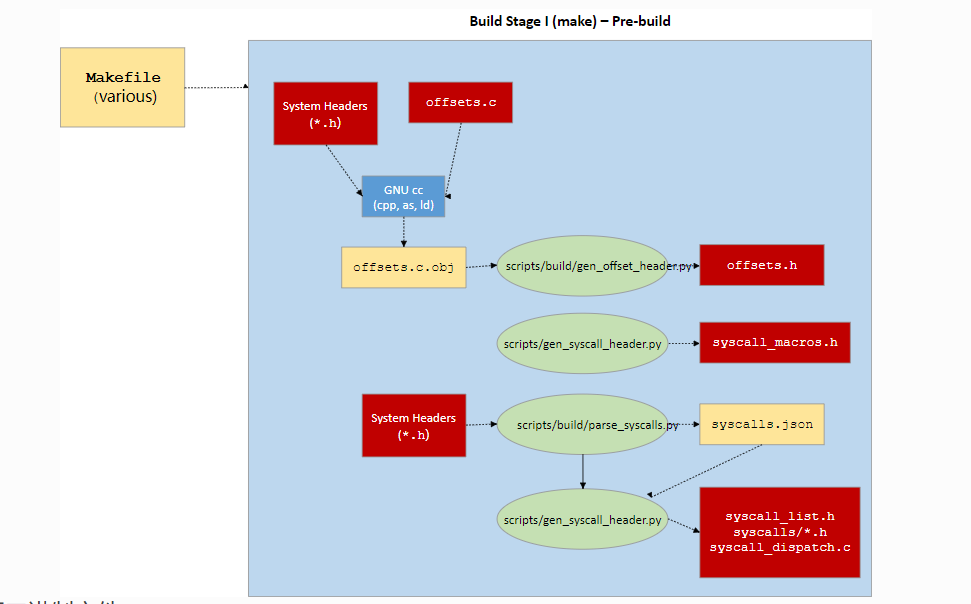 Build Stage I (make) – Pre-build
Makefile
(various)
System Headers
(*.h)
offsets.c
GNU cc
(cpp, as, ld)
offsets.c.obj
scripts/build/gen_offset_header.py
offsets.h
scripts/gen_syscall_header.py
syscall_macros.h
System Headers
(*.h)
scripts/build/parse_syscalls.py
syscalls.json
scripts/gen_syscall_header.py
syscall_list.h
syscalls/*.h
syscall_dispatch.c